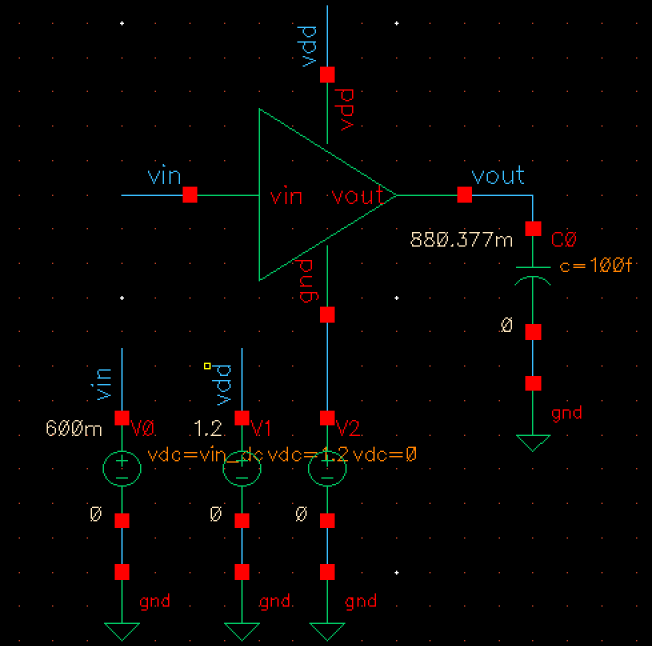 vdd
vdd
vin
vin
vout
vout
880.377m
C0
c=100f
gnd
0
gnd
vin
vdd
600m
V0
1.2
V1
V2
vdc=vin_dc
vdc=1.2
vdc=0
0
0
0
gnd
gnd
gnd